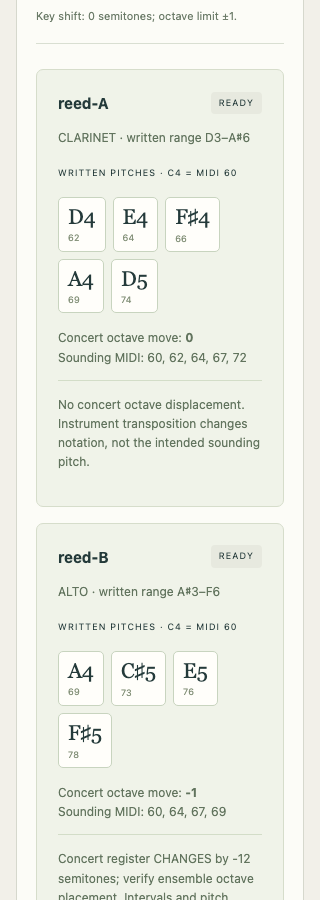 Key shift: 0 semitones; octave limit ±1.
reed-A
READY
CLARINET · written range D3–A♯6
WRITTEN PITCHES · C4 = MIDI 60
D4 E4 F♯4
62 64 66
A4 D5
69 74
Concert octave move: 0
Sounding MIDI: 60, 62, 64, 67, 72
No concert octave displacement.
Instrument transposition changes
notation, not the intended sounding
pitch.
reed-B
READY
ALTO · written range A♯3–F6
WRITTEN PITCHES · C4 = MIDI 60
A4 C♯5 E5
69 73 76
F♯5
78
Concert octave move: -1
Sounding MIDI: 60, 64, 67, 69
Concert register CHANGES by -12
semitones; verify ensemble octave
placement. Intervals and pitch